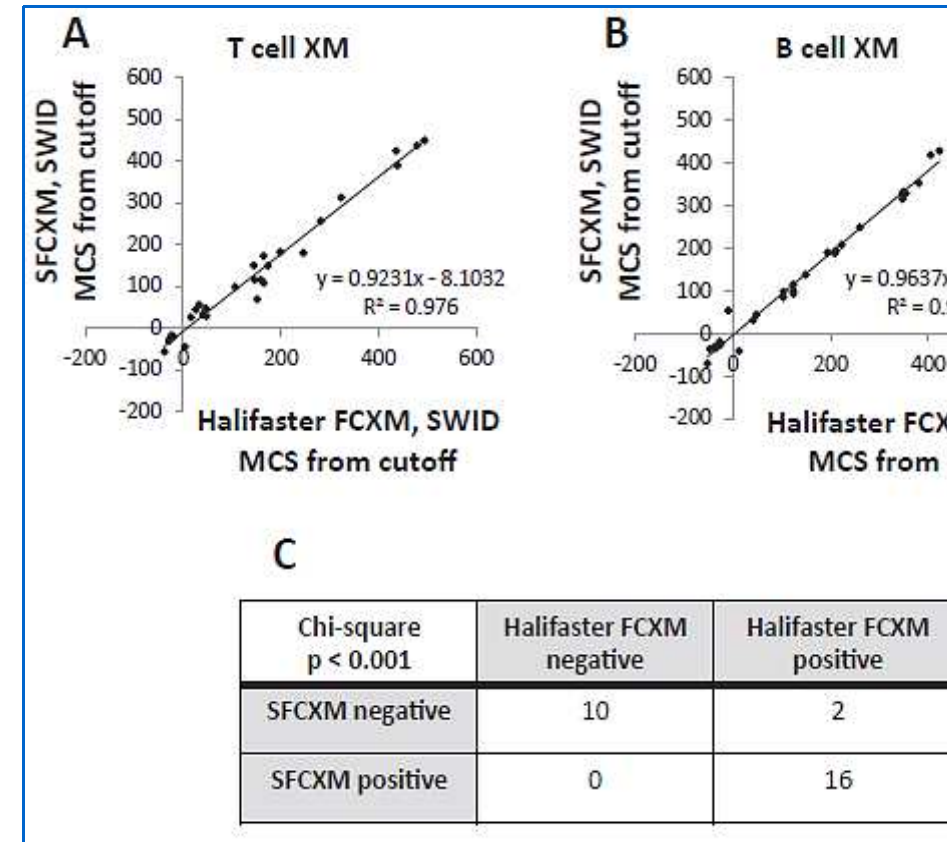 A
T cell XM
SFCXM, SWID
MCS from cutoff
600
500
400
300
200
100
0
-100
-200
-200
0
200
400
600
y = 0.9231x - 8.1032
R² = 0.976
Halifaster FCXM, SWID
MCS from cutoff
B
B cell XM
SFCXM, SWID
MCS from cutoff
600
500
400
300
200
100
0
-100
-200
-200
0
200
400
y = 0.9637x
R² = 0.
Halifaster FCX
MCS from
C
Chi-square
p < 0.001
Halifaster FCXM
negative
Halifaster FCXM
positive
SFCXM negative
10
2
SFCXM positive
0
16